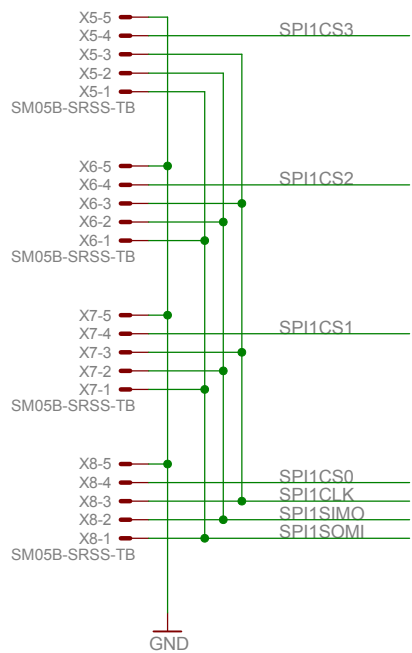 X5-5
X5-4 SPI1CS3
X5-3
X5-2
X5-1
SM05B-SRSS-TB
X6-5
X6-4 SPI1CS2
X6-3
X6-2
X6-1
SM05B-SRSS-TB
X7-5
X7-4 SPI1CS1
X7-3
X7-2
X7-1
SM05B-SRSS-TB
X8-5
X8-4 SPI1CS0
X8-3 SPI1CLK
X8-2 SPI1SIMO
X8-1 SPI1SOMI
SM05B-SRSS-TB
GND